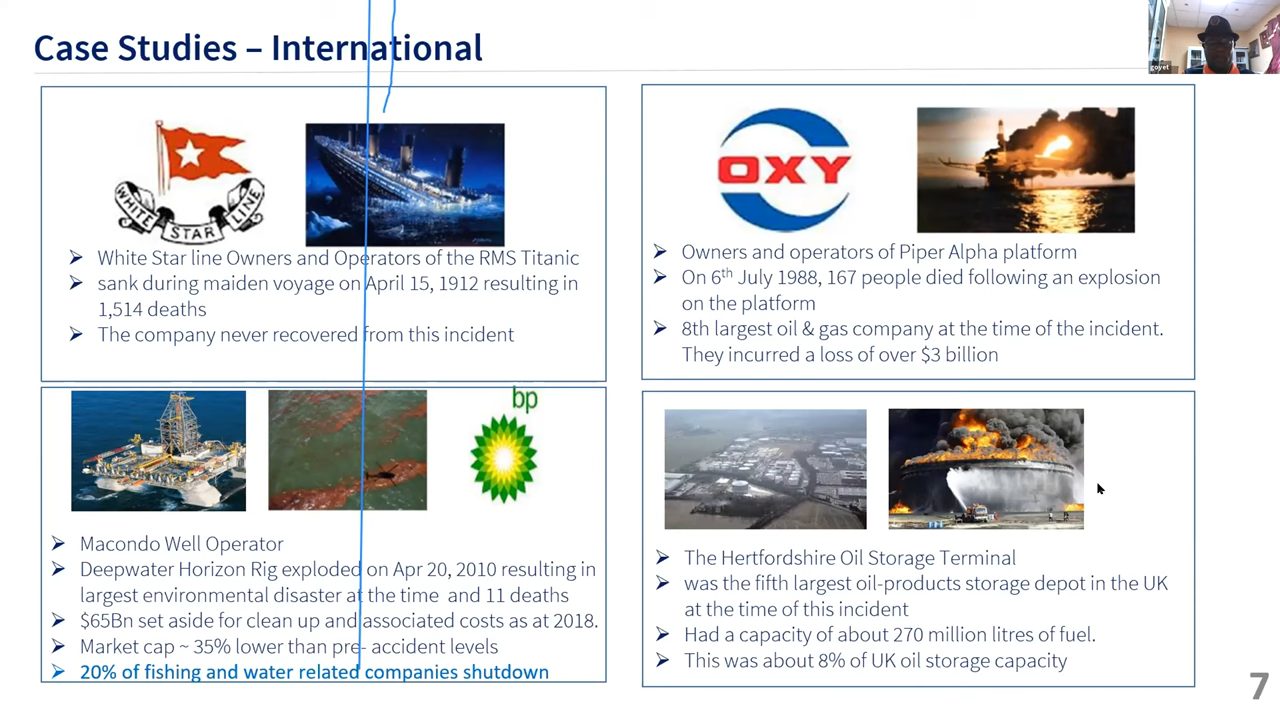 Case Studies – International
goyet
WHITE STAR LINE
➢ White Star line Owners and Operators of the RMS Titanic
➢ sank during maiden voyage on April 15, 1912 resulting in
1,514 deaths
➢ The company never recovered from this incident
OXY
➢ Owners and operators of Piper Alpha platform
➢ On 6th July 1988, 167 people died following an explosion
on the platform
➢ 8th largest oil & gas company at the time of the incident.
They incurred a loss of over $3 billion
bp
➢ Macondo Well Operator
➢ Deepwater Horizon Rig exploded on Apr 20, 2010 resulting in
largest environmental disaster at the time and 11 deaths
➢ $65Bn set aside for clean up and associated costs as at 2018.
➢ Market cap ~ 35% lower than pre- accident levels
➢ 20% of fishing and water related companies shutdown
➢ The Hertfordshire Oil Storage Terminal
➢ was the fifth largest oil-products storage depot in the UK
at the time of this incident
➢ Had a capacity of about 270 million litres of fuel.
➢ This was about 8% of UK oil storage capacity
7